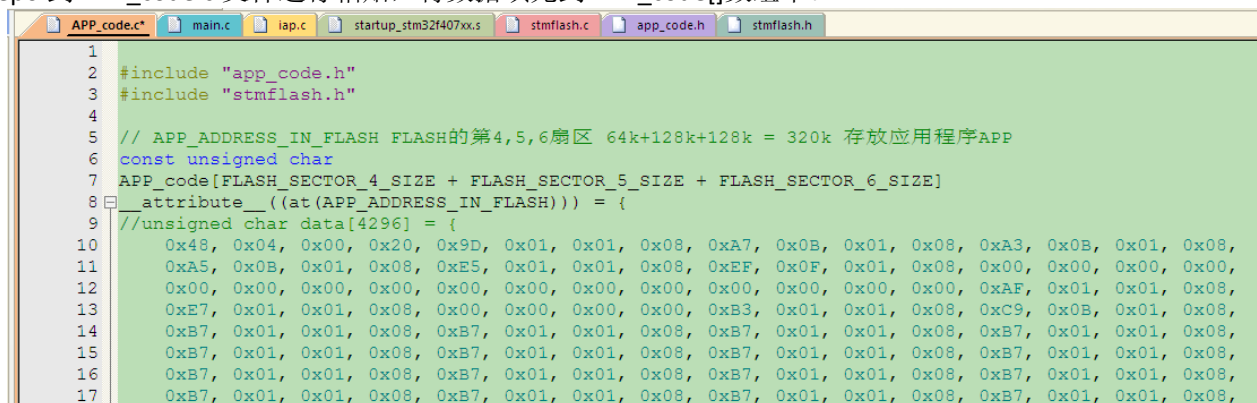 APP_code.c* main.c iap.c startup_stm32f407xx.s stmflash.c app_code.h stmflash.h
1
2 #include "app_code.h"
3 #include "stmflash.h"
4
5 // APP_ADDRESS_IN_FLASH FLASH的第4,5,6扇区 64k+128k+128k = 320k 存放应用程序APP
6 const unsigned char
7 APP_code[FLASH_SECTOR_4_SIZE + FLASH_SECTOR_5_SIZE + FLASH_SECTOR_6_SIZE]
8 __attribute__((at(APP_ADDRESS_IN_FLASH))) = {
9 //unsigned char data[4296] = {
10 0x48, 0x04, 0x00, 0x20, 0x9D, 0x01, 0x01, 0x08, 0xA7, 0x0B, 0x01, 0x08, 0xA3, 0x0B, 0x01, 0x08,
11 0xA5, 0x0B, 0x01, 0x08, 0xE5, 0x01, 0x01, 0x08, 0xEF, 0x0F, 0x01, 0x08, 0x00, 0x00, 0x00, 0x00,
12 0x00, 0x00, 0x00, 0x00, 0x00, 0x00, 0x00, 0x00, 0x00, 0x00, 0x00, 0x00, 0xAF, 0x01, 0x01, 0x08,
13 0xE7, 0x01, 0x01, 0x08, 0x00, 0x00, 0x00, 0x00, 0xB3, 0x01, 0x01, 0x08, 0xC9, 0x0B, 0x01, 0x08,
14 0xB7, 0x01, 0x01, 0x08, 0xB7, 0x01, 0x01, 0x08, 0xB7, 0x01, 0x01, 0x08, 0xB7, 0x01, 0x01, 0x08,
15 0xB7, 0x01, 0x01, 0x08, 0xB7, 0x01, 0x01, 0x08, 0xB7, 0x01, 0x01, 0x08, 0xB7, 0x01, 0x01, 0x08,
16 0xB7, 0x01, 0x01, 0x08, 0xB7, 0x01, 0x01, 0x08, 0xB7, 0x01, 0x01, 0x08, 0xB7, 0x01, 0x01, 0x08,
17 0xB7, 0x01, 0x01, 0x08, 0xB7, 0x01, 0x01, 0x08, 0xB7, 0x01, 0x01, 0x08, 0xB7, 0x01, 0x01, 0x08,